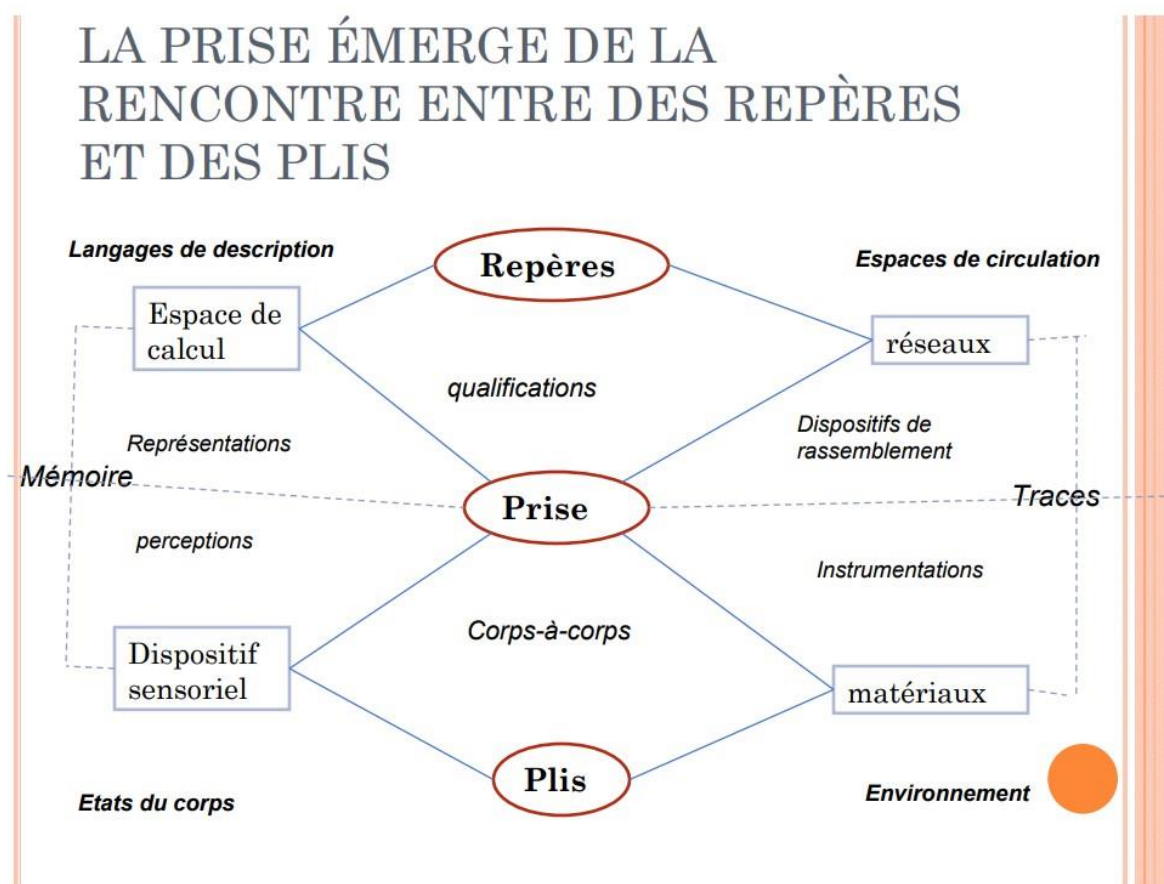 LA PRISE ÉMERGE DE LA
RENCONTRE ENTRE DES REPÈRES
ET DES PLIS
Langages de description
Repères
Espaces de circulation
Espace de
calcul
réseaux
qualifications
Représentations
Dispositifs de
rassemblement
Mémoire
Prise
Traces
perceptions
Instrumentations
Corps-à-corps
Dispositif
sensoriel
matériaux
Plis
Etats du corps
Environnement